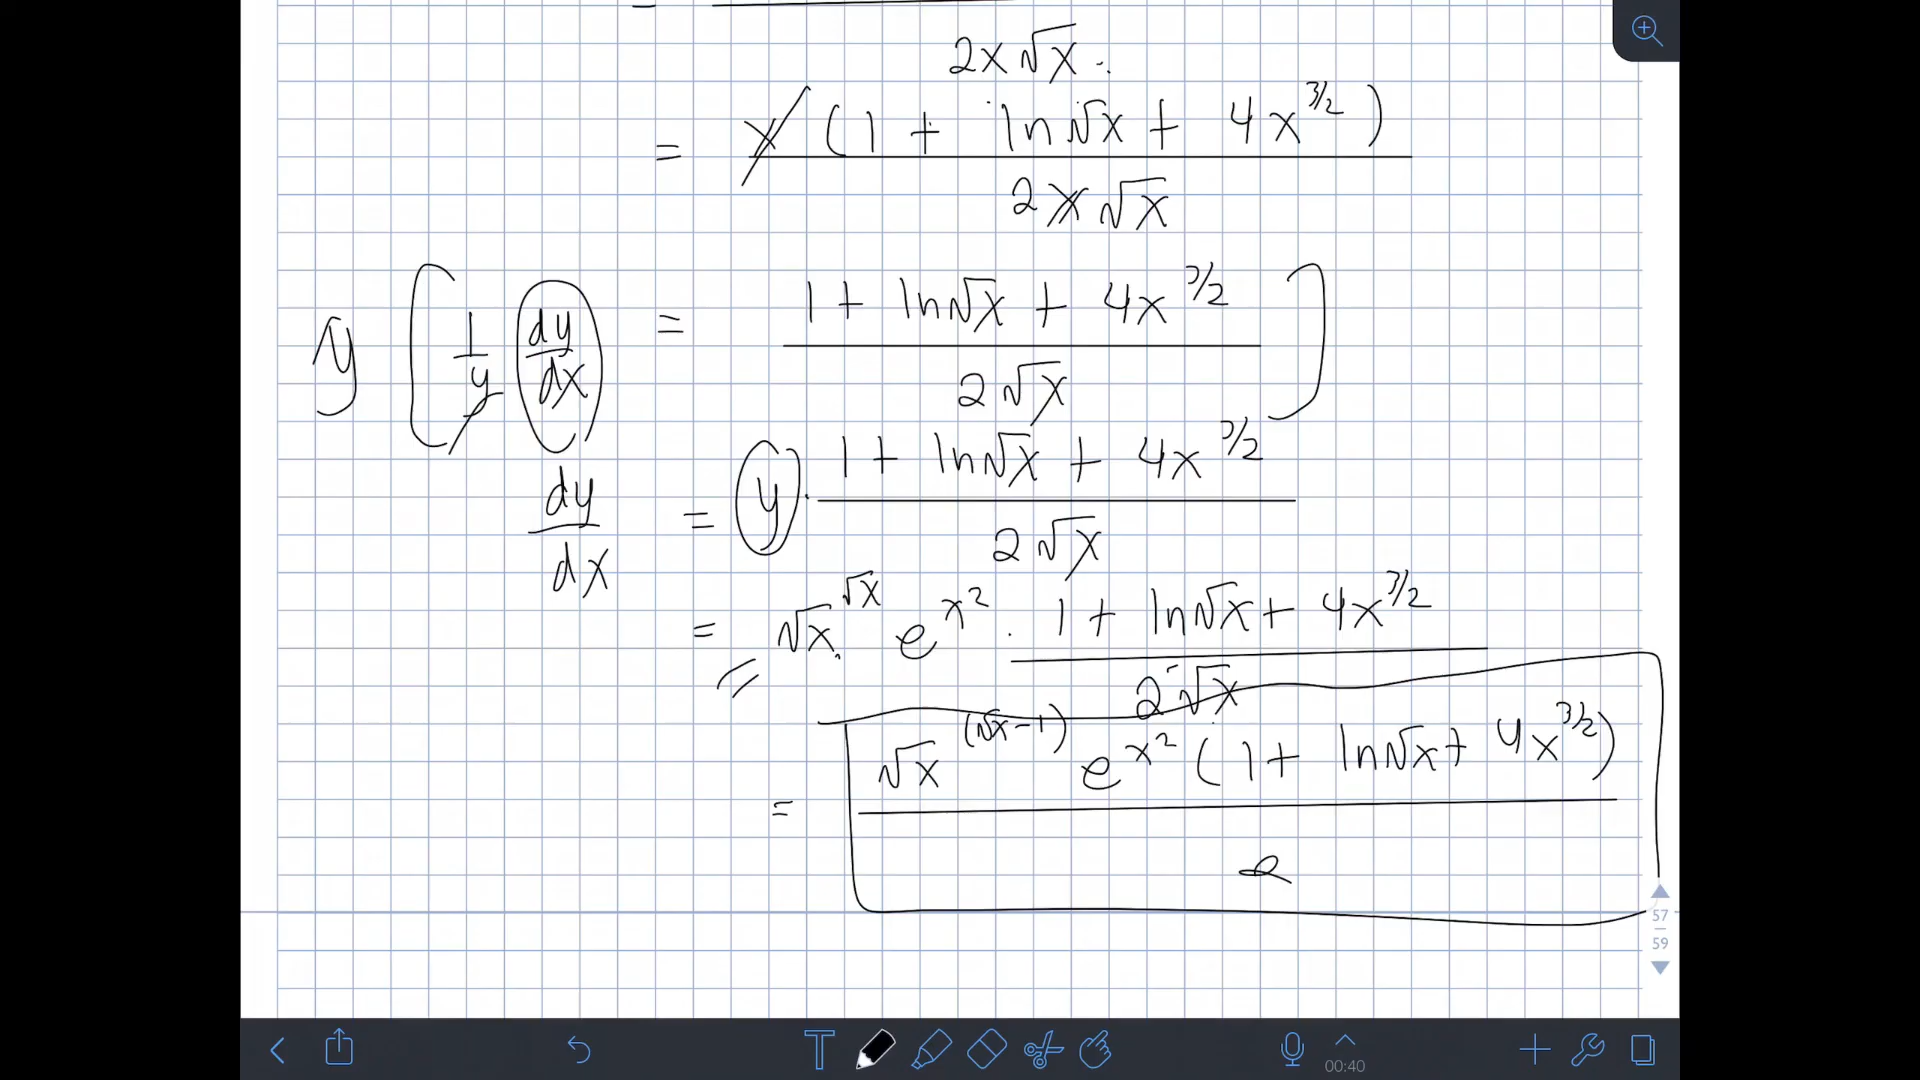 =
2x√x
= x(1 + ln√x + 4x^3/2)
2x√x
y [ 1/y dy/dx = 1 + ln√x + 4x^3/2 ]
2√x
dy/dx = y · 1 + ln√x + 4x^3/2
2√x
= √x^√x e^x² · 1 + ln√x + 4x^3/2
=
2√x
= √x^(√x-1) e^x² (1 + ln√x + 4x^3/2)
2
57
59
T
00:40